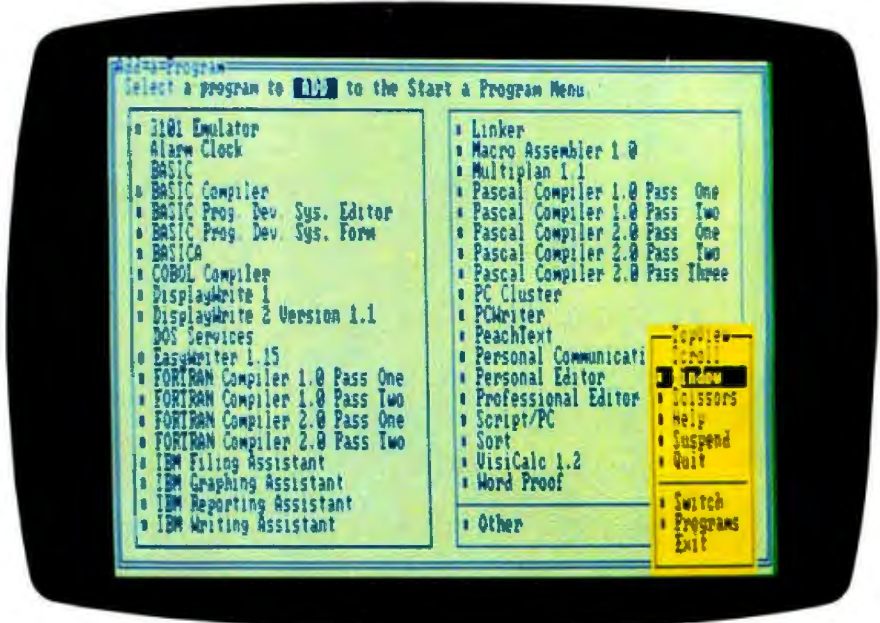 Add-a-Program
Select a program to ADD to the Start a Program Menu.
3101 Emulator
Alarm Clock
BASIC
BASIC Compiler
BASIC Prog. Dev. Sys. Editor
BASIC Prog. Dev. Sys. Form
BASICA
COBOL Compiler
DisplayWrite 1
DisplayWrite 2 Version 1.1
DOS Services
EasyWriter 1.15
FORTRAN Compiler 1.0 Pass One
FORTRAN Compiler 1.0 Pass Two
FORTRAN Compiler 2.0 Pass One
FORTRAN Compiler 2.0 Pass Two
IBM Filing Assistant
IBM Graphing Assistant
IBM Reporting Assistant
IBM Writing Assistant
Linker
Macro Assembler 1.0
Multiplan 1.1
Pascal Compiler 1.0 Pass One
Pascal Compiler 1.0 Pass Two
Pascal Compiler 2.0 Pass One
Pascal Compiler 2.0 Pass Two
Pascal Compiler 2.0 Pass Three
PC Cluster
PCWriter
PeachText
Personal Communicati
Personal Editor
Professional Editor
Script/PC
Sort
VisiCalc 1.2
Word Proof
Other
TopView
Scroll
Window
Scissors
Help
Suspend
Quit
Switch
Programs
Exit